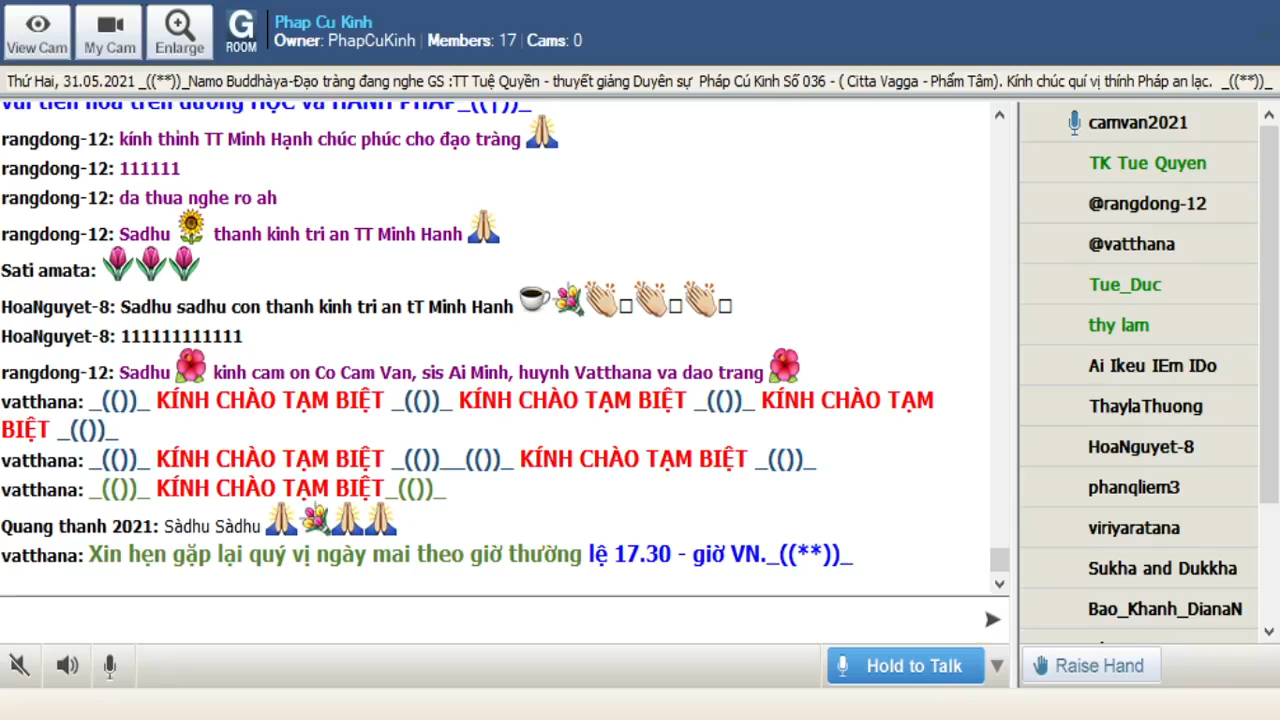 Phap Cu Kinh
Owner: PhapCuKinh | Members: 17 | Cams: 0
View Cam
My Cam
Enlarge
G
ROOM
Thứ Hai, 31.05.2021 _((**))_Namo Buddhàya-Đạo tràng đang nghe GS :TT Tuệ Quyền - thuyết giảng Duyên sự Pháp Cú Kinh Số 036 - ( Citta Vagga - Phẩm Tâm). Kính chúc quí vị thính Pháp an lạc. _((**))_
rangdong-12: kính thỉnh TT Minh Hạnh chúc phúc cho đạo tràng
rangdong-12: 111111
rangdong-12: da thua nghe ro ah
rangdong-12: Sadhu thanh kinh tri an TT Minh Hanh
Sati amata:
HoaNguyet-8: Sadhu sadhu con thanh kinh tri an tT Minh Hanh
HoaNguyet-8: 111111111111
rangdong-12: Sadhu kinh cam on Co Cam Van, sis Ai Minh, huynh Vatthana va dao trang
vatthana: _(())_ KÍNH CHÀO TẠM BIỆT _(())_ KÍNH CHÀO TẠM BIỆT _(())_ KÍNH CHÀO TẠM
BIỆT _(())_
vatthana: _(())_ KÍNH CHÀO TẠM BIỆT _(())__(())_ KÍNH CHÀO TẠM BIỆT _(())_
vatthana: _(())_ KÍNH CHÀO TẠM BIỆT_(())_
Quang thanh 2021: Sàdhu Sàdhu
vatthana: Xin hẹn gặp lại quý vị ngày mai theo giờ thường lệ 17.30 - giờ VN._((**))_
camvan2021
TK Tue Quyen
@rangdong-12
@vatthana
Tue_Duc
thy lam
Ai Ikeu IEm IDo
ThaylaThuong
HoaNguyet-8
phanqliem3
viriyaratana
Sukha and Dukkha
Bao_Khanh_DianaN
Hold to Talk
Raise Hand